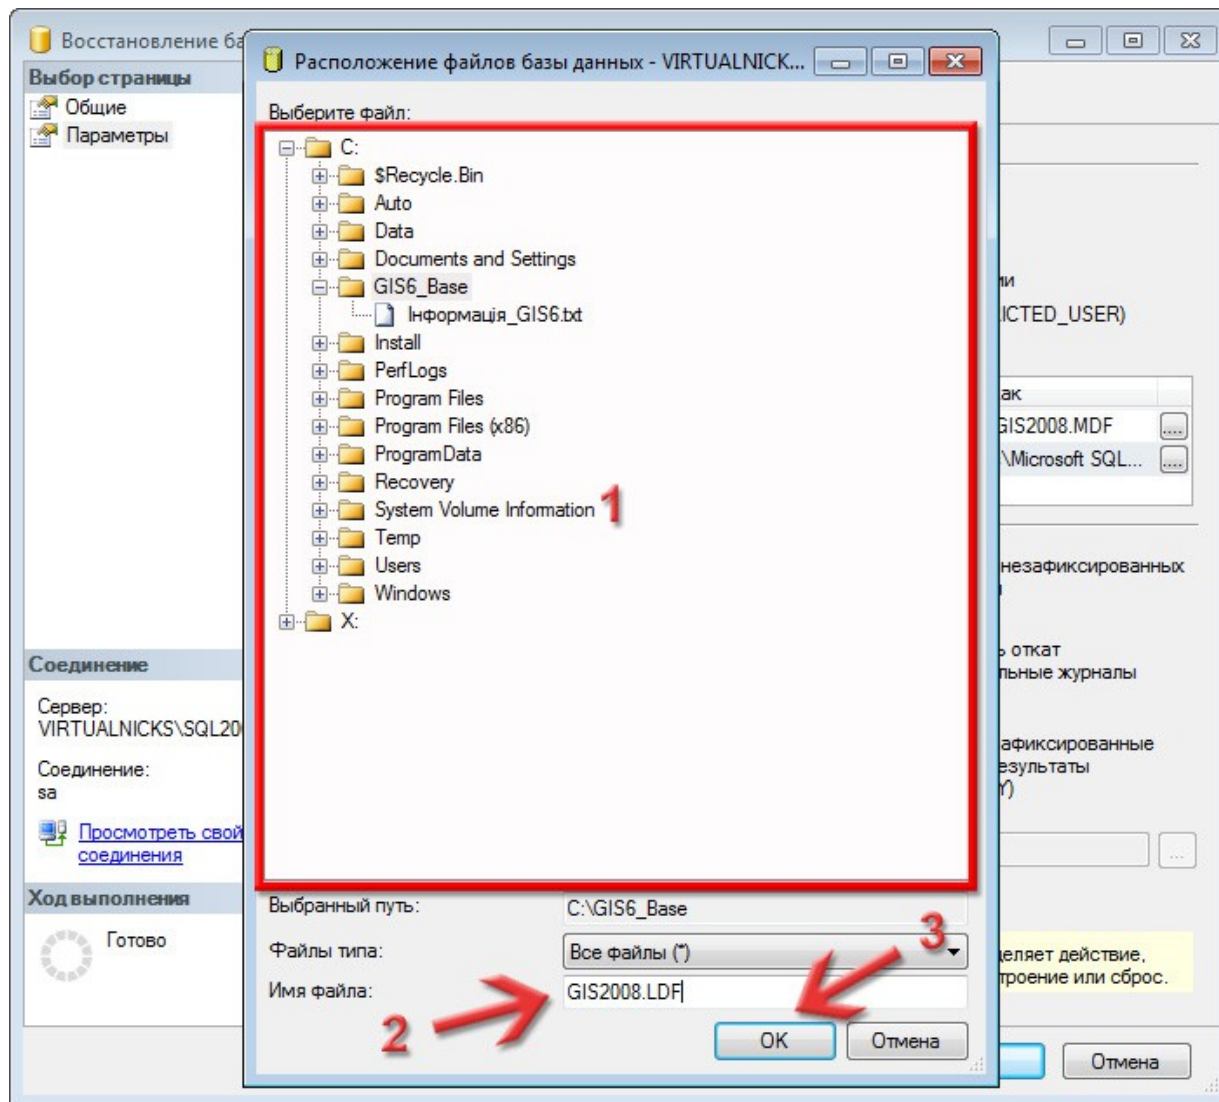 Восстановление ба
Выбор страницы
Общие
Параметры
Соединение
Сервер:
VIRTUALNICKS\SQL20
Соединение:
sa
Просмотреть свой
соединения
Ход выполнения
Готово
Расположение файлов базы данных - VIRTUALNICK...
Выберите файл:
C:
$Recycle.Bin
Auto
Data
Documents and Settings
GIS6_Base
Інформація_GIS6.txt
Install
PerfLogs
Program Files
Program Files (x86)
ProgramData
Recovery
System Volume Information 1
Temp
Users
Windows
X:
Выбранный путь: C:\GIS6_Base
Файлы типа: Все файлы (*) 3
Имя файла: GIS2008.LDF
2
OK Отмена
ии
ICTED_USER)
ак
GIS2008.MDF ....
\Microsoft SQL... ....
незафиксированных
ь откат
льные журналы
афиксированные
езультаты
Y)
...
еляет действие,
троение или сброс.
Отмена